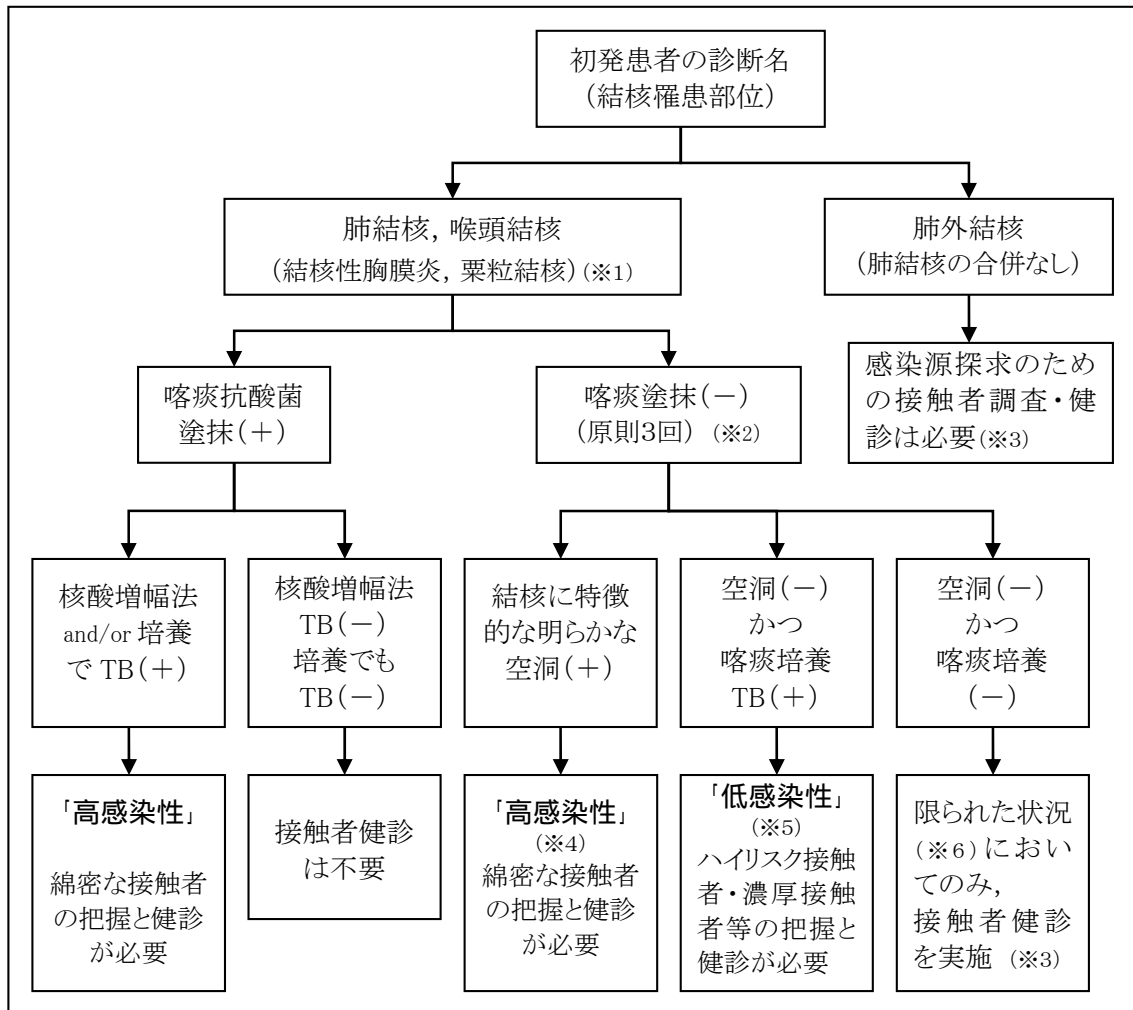 初発患者の診断名
(結核罹患部位)
肺結核, 喉頭結核
(結核性胸膜炎, 粟粒結核)(※1)
肺外結核
(肺結核の合併なし)
喀痰抗酸菌
塗抹(+)
喀痰塗抹(-)
(原則3回) (※2)
感染源探求のため
の接触者調査・健
診は必要(※3)
核酸増幅法
and/or 培養
で TB(+)
核酸増幅法
TB(-)
培養でも
TB(-)
結核に特徴
的な明らかな
空洞(+)
空洞(-)
かつ
喀痰培養
TB(+)
空洞(-)
かつ
喀痰培養
(-)
「高感染性」
綿密な接触者
の把握と健診
が必要
接触者健診
は不要
「高感染性」
(※4)
綿密な接触者
の把握と健診
が必要
「低感染性」
(※5)
ハイリスク接触
者・濃厚接触
者等の把握と
健診が必要
限られた状況
(※6)におい
てのみ,
接触者健診
を実施 (※3)